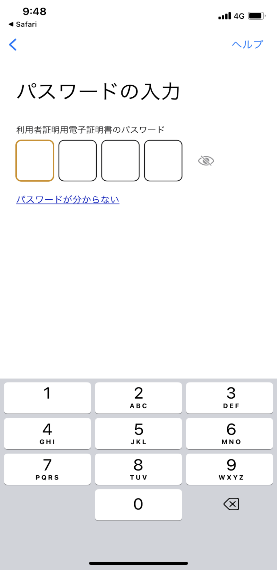 9:48
4G
◀ Safari
ヘルプ
パスワードの入力
利用者証明用電子証明書のパスワード
パスワードが分からない
1
2
ABC
3
DEF
4
GHI
5
JKL
6
MNO
7
PQRS
8
TUV
9
WXYZ
0